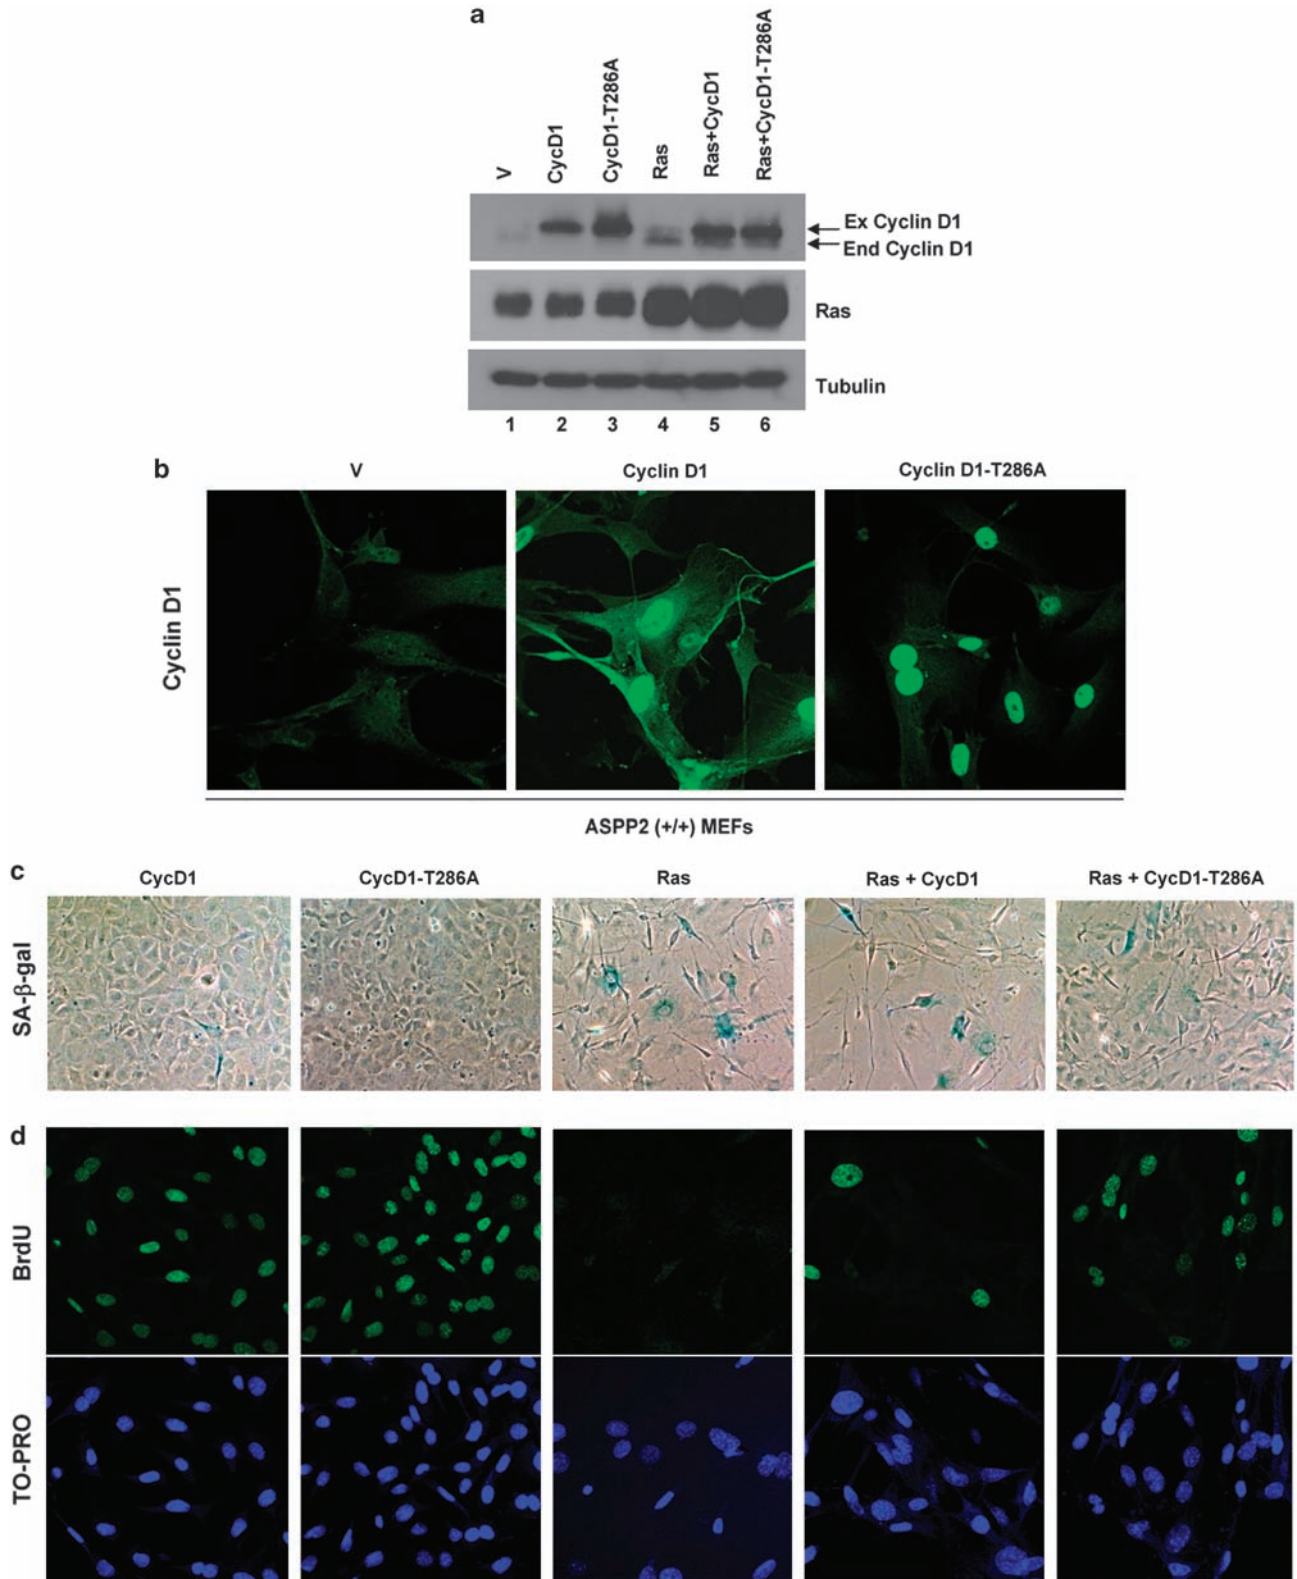 a
V
CycD1
CycD1-T286A
Ras
Ras+CycD1
Ras+CycD1-T286A
Ex Cyclin D1
End Cyclin D1
Ras
Tubulin
1 2 3 4 5 6
b
V Cyclin D1 Cyclin D1-T286A
Cyclin D1
ASPP2 (+/+) MEFs
c
CycD1 CycD1-T286A Ras Ras + CycD1 Ras + CycD1-T286A
SA-β-gal
d
BrdU
TO-PRO